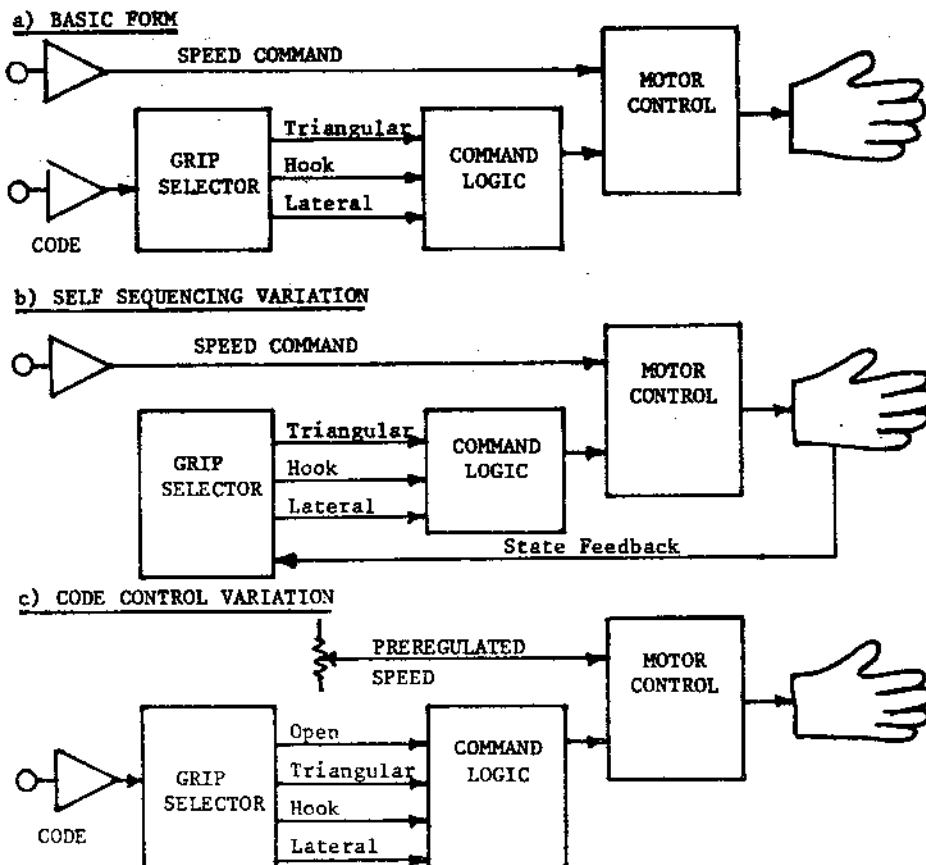 a) BASIC FORM
SPEED COMMAND
MOTOR
CONTROL
GRIP
SELECTOR
Triangular
Hook
Lateral
COMMAND
LOGIC
CODE
b) SELF SEQUENCING VARIATION
SPEED COMMAND
MOTOR
CONTROL
GRIP
SELECTOR
Triangular
Hook
Lateral
COMMAND
LOGIC
State Feedback
c) CODE CONTROL VARIATION
PREREGULATED
SPEED
MOTOR
CONTROL
GRIP
SELECTOR
Open
Triangular
Hook
Lateral
COMMAND
LOGIC
CODE